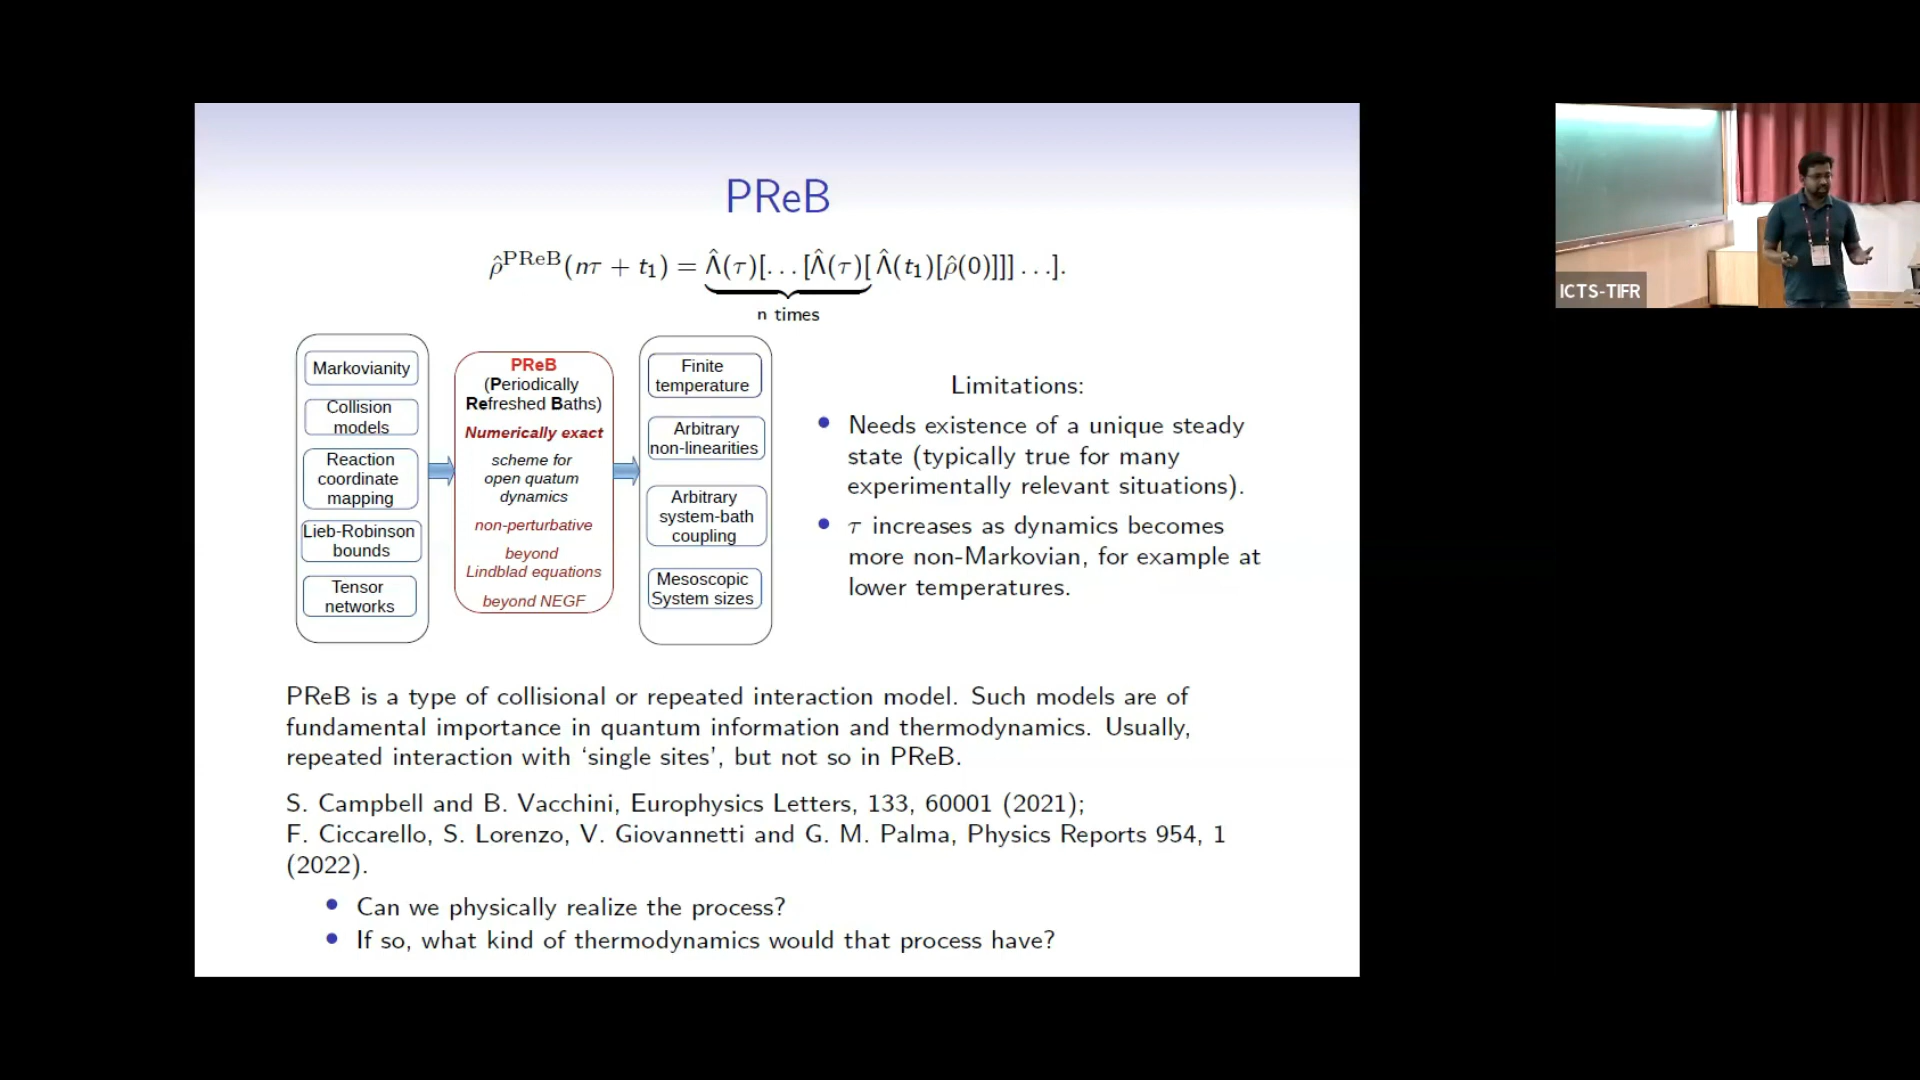 PReB
ρ̂^PReB(nτ + t₁) = Λ̂(τ)[. . . [Λ̂(τ)[ Λ̂(t₁)[ρ̂(0)]]] . . .].
n times
Markovianity
Collision
models
Reaction
coordinate
mapping
Lieb-Robinson
bounds
Tensor
networks
PReB
(Periodically
Refreshed Baths)
Numerically exact
scheme for
open quatum
dynamics
non-perturbative
beyond
Lindblad equations
beyond NEGF
Finite
temperature
Arbitrary
non-linearities
Arbitrary
system-bath
coupling
Mesoscopic
System sizes
Limitations:
• Needs existence of a unique steady
state (typically true for many
experimentally relevant situations).
• τ increases as dynamics becomes
more non-Markovian, for example at
lower temperatures.
PReB is a type of collisional or repeated interaction model. Such models are of
fundamental importance in quantum information and thermodynamics. Usually,
repeated interaction with ‘single sites’, but not so in PReB.
S. Campbell and B. Vacchini, Europhysics Letters, 133, 60001 (2021);
F. Ciccarello, S. Lorenzo, V. Giovannetti and G. M. Palma, Physics Reports 954, 1
(2022).
• Can we physically realize the process?
• If so, what kind of thermodynamics would that process have?
ICTS-TIFR